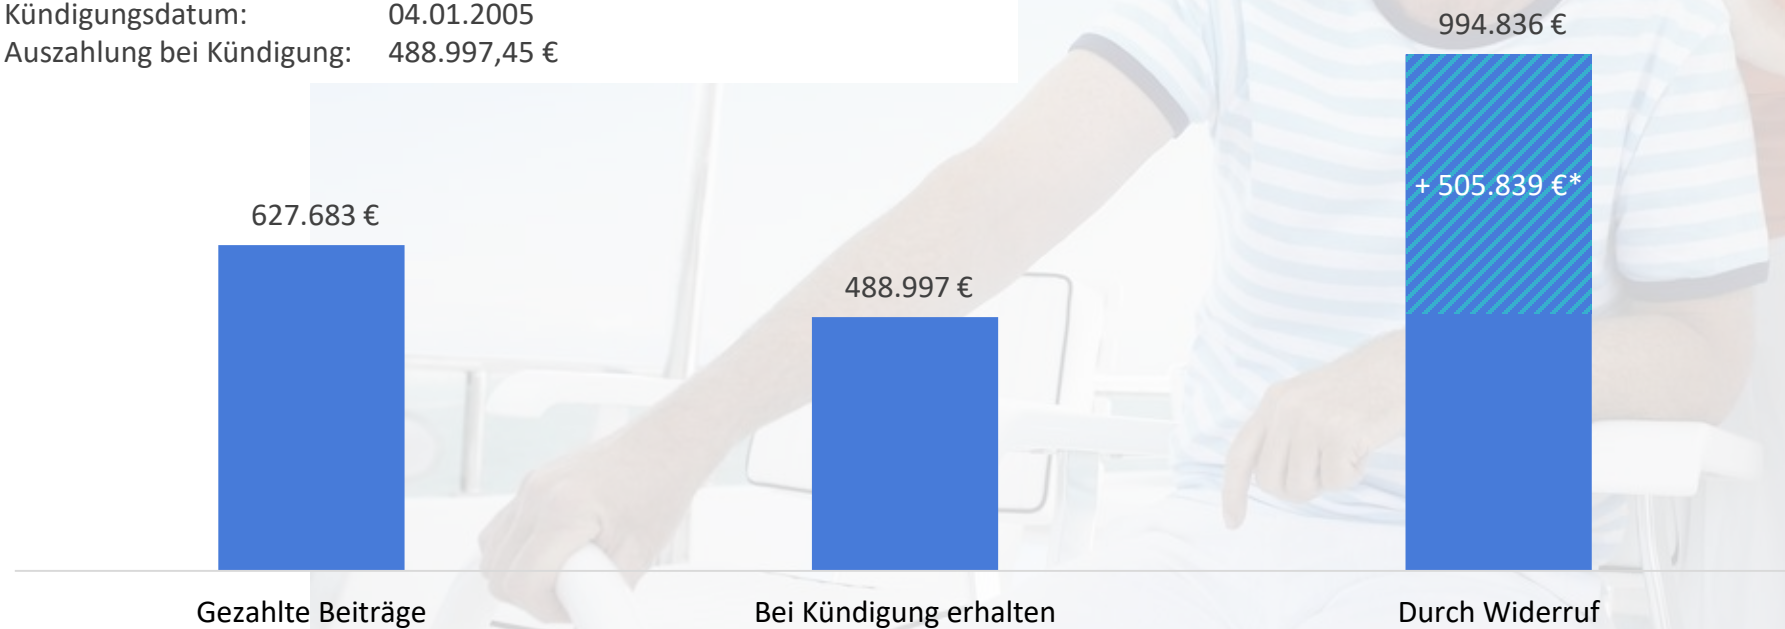 Kündigungsdatum: 04.01.2005
Auszahlung bei Kündigung: 488.997,45 €
994.836 €
+ 505.839 €*
627.683 €
488.997 €
Gezahlte Beiträge
Bei Kündigung erhalten
Durch Widerruf